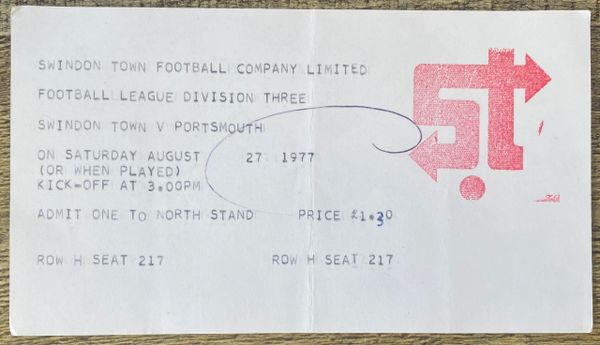 SWINDON TOWN FOOTBALL COMPANY LIMITED
FOOTBALL LEAGUE DIVISION THREE
SWINDON TOWN V PORTSMOUTH
ON SATURDAY AUGUST 27 1977
(OR WHEN PLAYED)
KICK-OFF AT 3.00PM
ADMIT ONE TO NORTH STAND PRICE £1.30
ROW H SEAT 217 ROW H SEAT 217
St